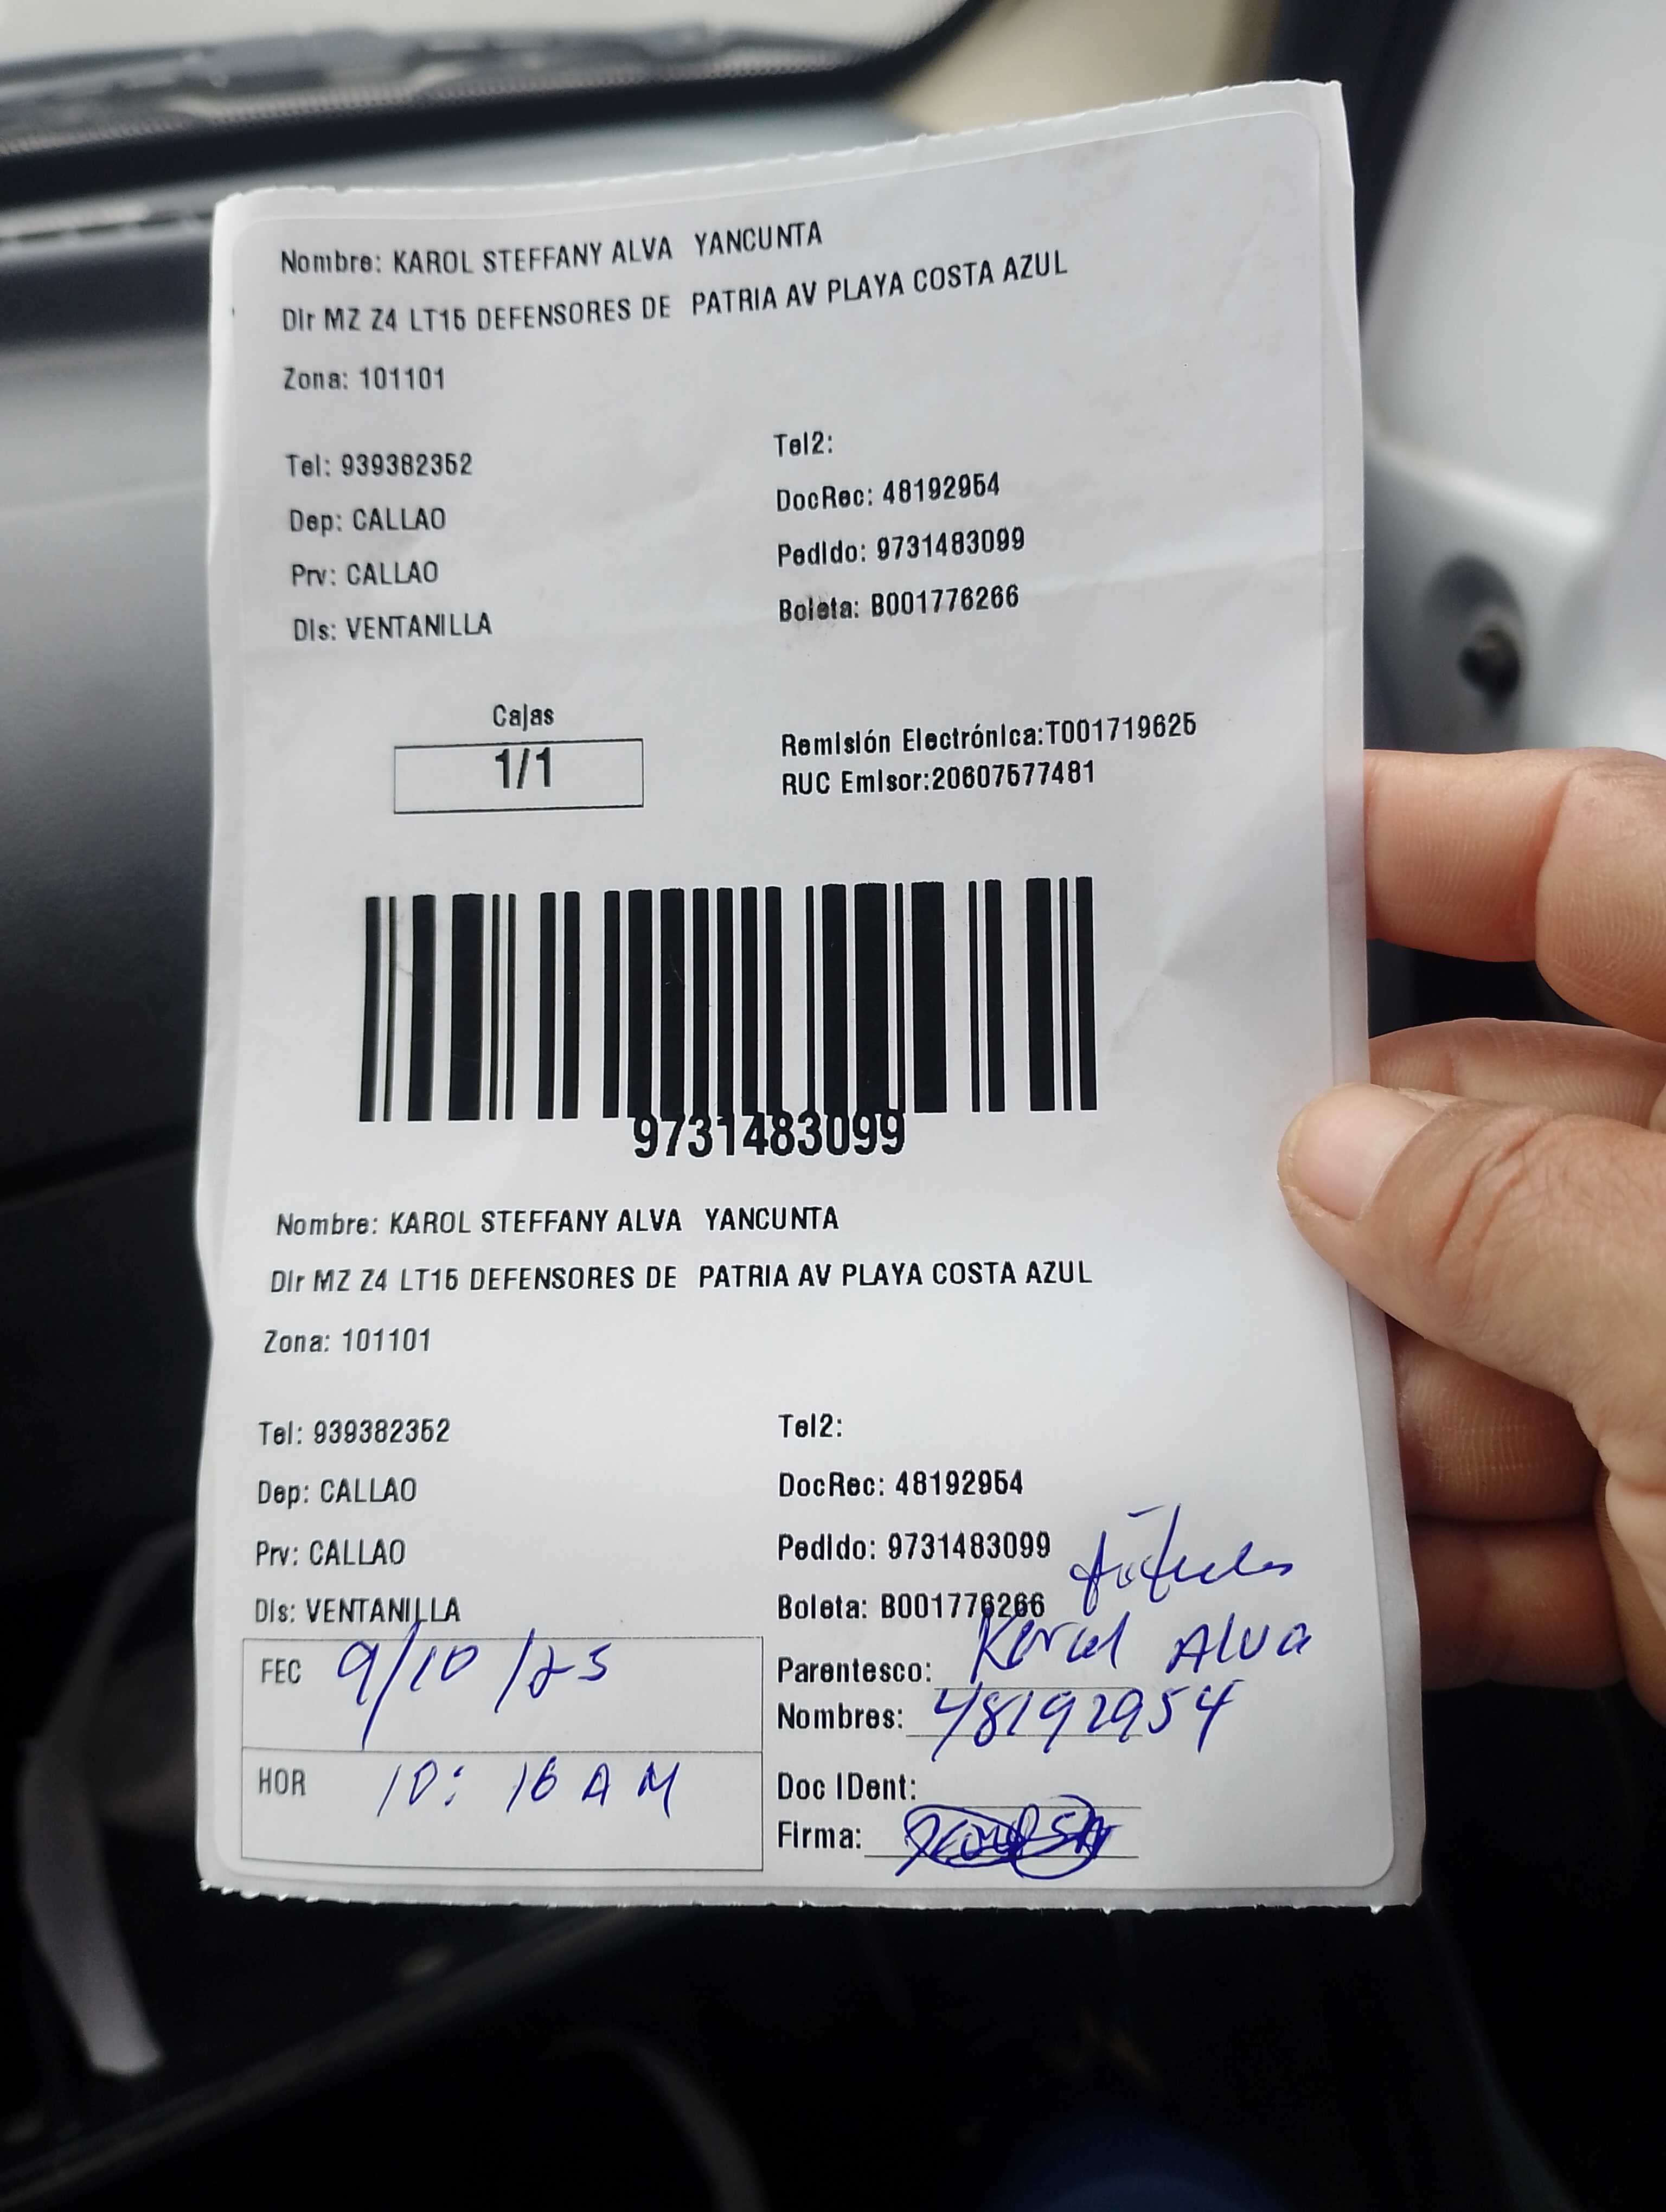 Nombre: KAROL STEFFANY ALVA YANCUNTA
Dir MZ Z4 LT15 DEFENSORES DE PATRIA AV PLAYA COSTA AZUL
Zona: 101101
Tel: 939382352 Tel2:
Dep: CALLAO DocRec: 48192954
Prv: CALLAO Pedido: 9731483099
Dis: VENTANILLA Boleta: B001776266
Cajas
1/1
Remisión Electrónica:T001719625
RUC Emisor:20607577481
9731483099
Nombre: KAROL STEFFANY ALVA YANCUNTA
Dir MZ Z4 LT15 DEFENSORES DE PATRIA AV PLAYA COSTA AZUL
Zona: 101101
Tel: 939382352 Tel2:
Dep: CALLAO DocRec: 48192954
Prv: CALLAO Pedido: 9731483099
Dis: VENTANILLA Boleta: B001776266
FEC 9/10/25
HOR 10:16 AM
Parentesco: Karol Alva
Nombres: 48192954
Doc IDent:
Firma: